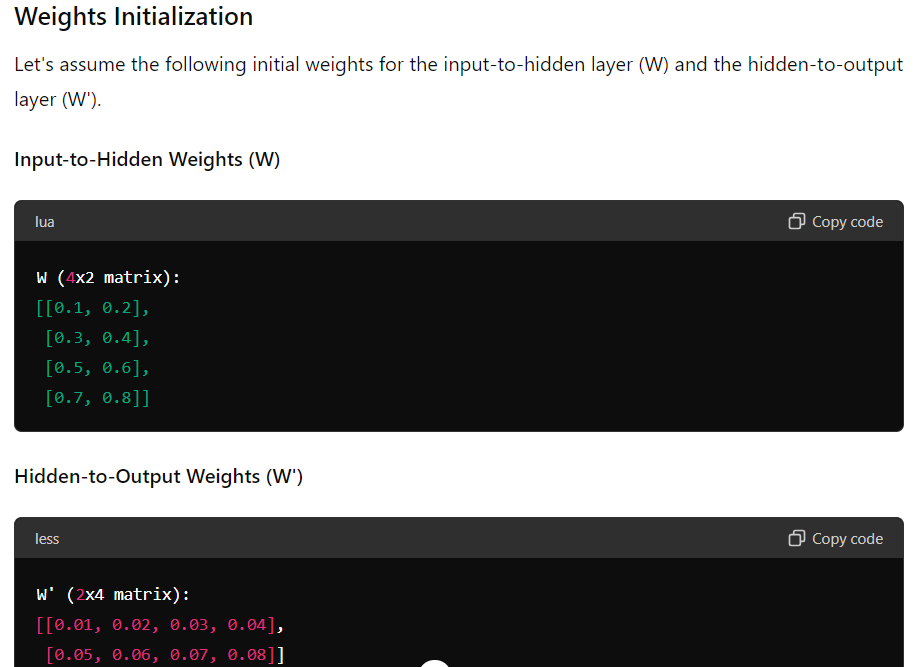 Weights Initialization
Let's assume the following initial weights for the input-to-hidden layer (W) and the hidden-to-output
layer (W').
Input-to-Hidden Weights (W)
lua
Copy code
W (4x2 matrix):
[[0.1, 0.2],
 [0.3, 0.4],
 [0.5, 0.6],
 [0.7, 0.8]]
Hidden-to-Output Weights (W')
less
Copy code
W' (2x4 matrix):
[[0.01, 0.02, 0.03, 0.04],
 [0.05, 0.06, 0.07, 0.08]]